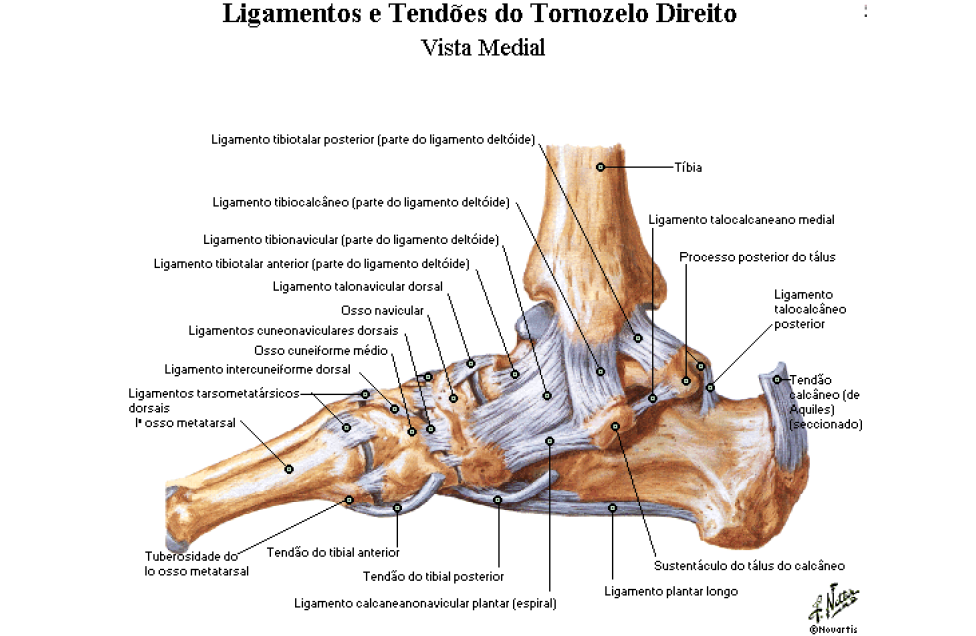 Ligamentos e Tendões do Tornozelo Direito
Vista Medial
Ligamento tibiotalar posterior (parte do ligamento deltóide)
Tíbia
Ligamento tibiocalcâneo (parte do ligamento deltóide)
Ligamento talocalcaneano medial
Ligamento tibionavicular (parte do ligamento deltóide)
Processo posterior do tálus
Ligamento tibiotalar anterior (parte do ligamento deltóide)
Ligamento talonavicular dorsal
Ligamento
talocalcâneo
posterior
Osso navicular
Ligamentos cuneonaviculares dorsais
Osso cuneiforme médio
Ligamento intercuneiforme dorsal
Tendão
calcâneo (de
Aquiles)
(seccionado)
Ligamentos tarsometatársicos
dorsais
Iº osso metatarsal
Tuberosidade do
Io osso metatarsal
Tendão do tibial anterior
Tendão do tibial posterior
Ligamento calcaneanonavicular plantar (espiral)
Sustentáculo do tálus do calcâneo
Ligamento plantar longo
F. Netter
©Novartis